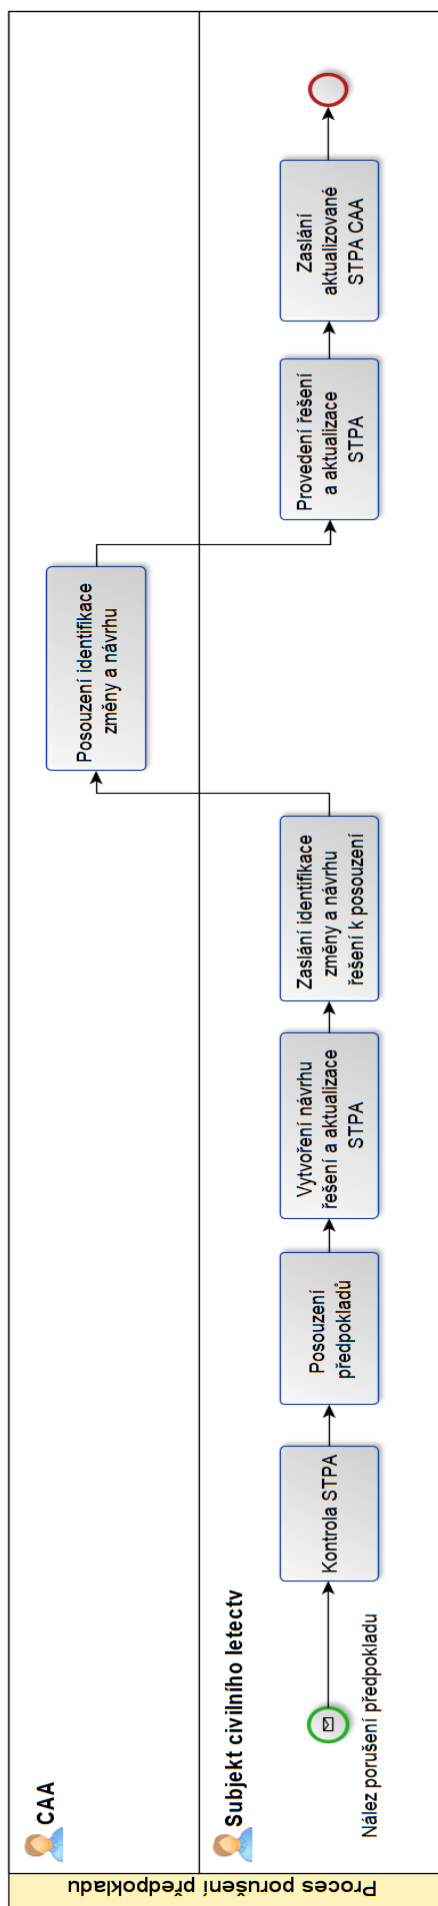 Proces porušení předpokladu
CAA
Posouzení identifikace
změny a návrhu
Subjekt civilního letectv
Nález porušení předpokladu
Kontrola STPA
Posouzení
předpokladů
Vytvoření návrhu
řešení a aktualizace
STPA
Zaslání identifikace
změny a návrhu
řešení k posouzení
Provedení řešení
a aktualizace
STPA
Zaslání
aktualizované
STPA CAA